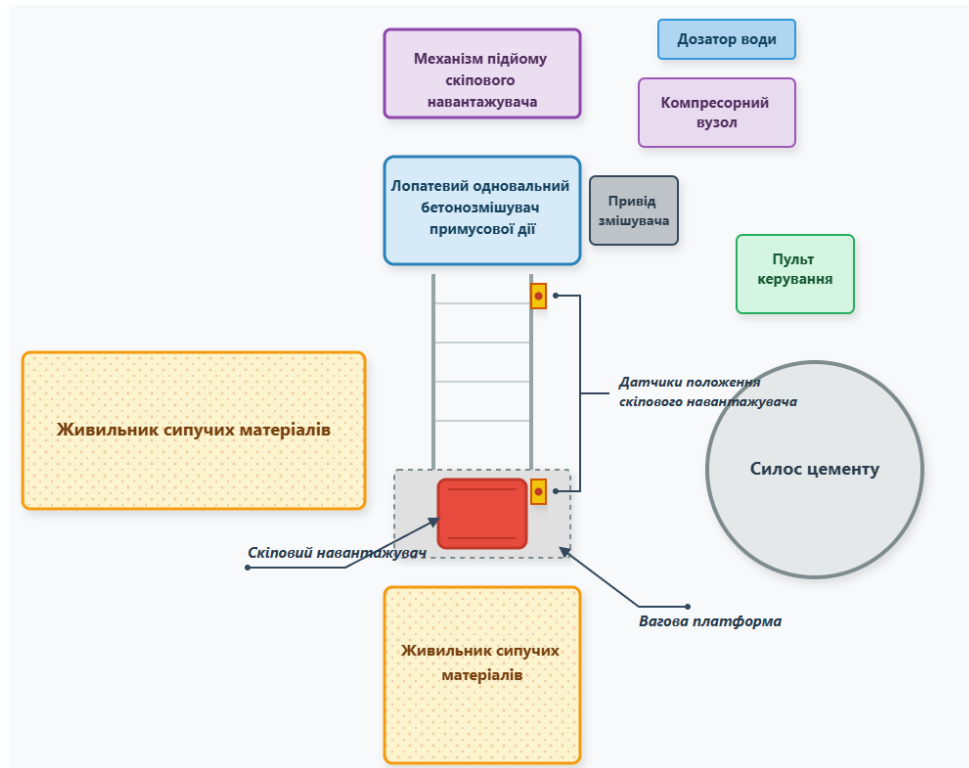 Механізм підйому
скіпового
навантажувача
Дозатор води
Компресорний
вузол
Лопатевий одновальний
бетонозмішувач
примусової дії
Привід
змішувача
Пульт
керування
Датчики положення
скіпового навантажувача
Живильник сипучих матеріалів
Силос цементу
Скіповий навантажувач
Вагова платформа
Живильник сипучих
матеріалів